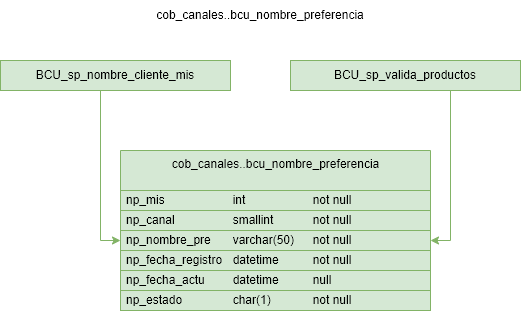 cob_canales..bcu_nombre_preferencia
BCU_sp_nombre_cliente_mis
BCU_sp_valida_productos
cob_canales..bcu_nombre_preferencia
np_mis int not null
np_canal smallint not null
np_nombre_pre varchar(50) not null
np_fecha_registro datetime not null
np_fecha_actu datetime null
np_estado char(1) not null